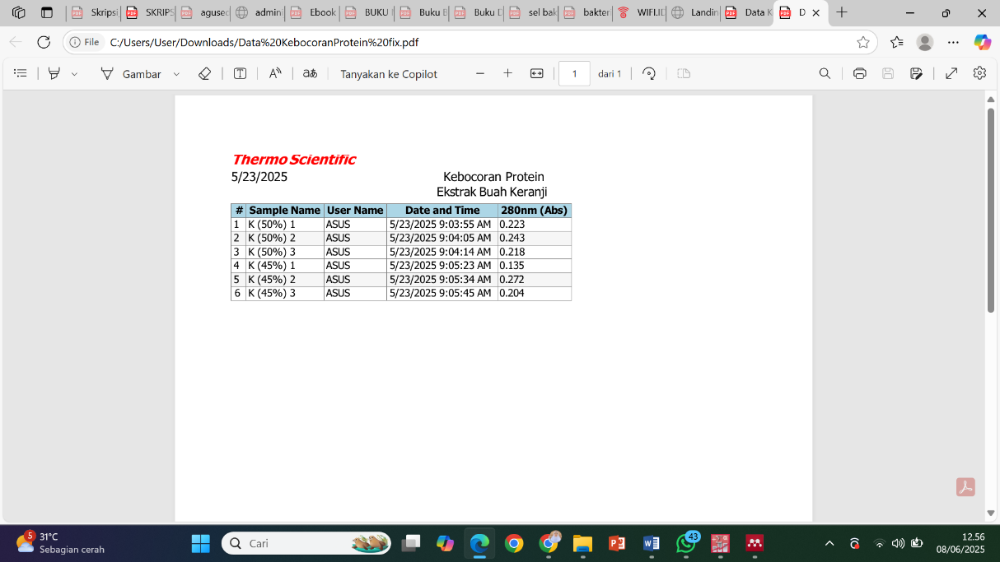 Skripsi
SKRIPS
agused
admin
Ebook
BUKU
Buku B
Buku D
sel bak
bakteri
WIFI.ID
Landin
Data K
D
File
C:/Users/User/Downloads/Data%20KebocoranProtein%20fix.pdf
Gambar
Tanyakan ke Copilot
1
dari 1
Thermo Scientific
5/23/2025
Kebocoran Protein
Ekstrak Buah Keranji
# Sample Name User Name Date and Time 280nm (Abs)
1 K (50%) 1 ASUS 5/23/2025 9:03:55 AM 0.223
2 K (50%) 2 ASUS 5/23/2025 9:04:05 AM 0.243
3 K (50%) 3 ASUS 5/23/2025 9:04:14 AM 0.218
4 K (45%) 1 ASUS 5/23/2025 9:05:23 AM 0.135
5 K (45%) 2 ASUS 5/23/2025 9:05:34 AM 0.272
6 K (45%) 3 ASUS 5/23/2025 9:05:45 AM 0.204
5
31°C
Sebagian cerah
Cari
43
12.56
08/06/2025